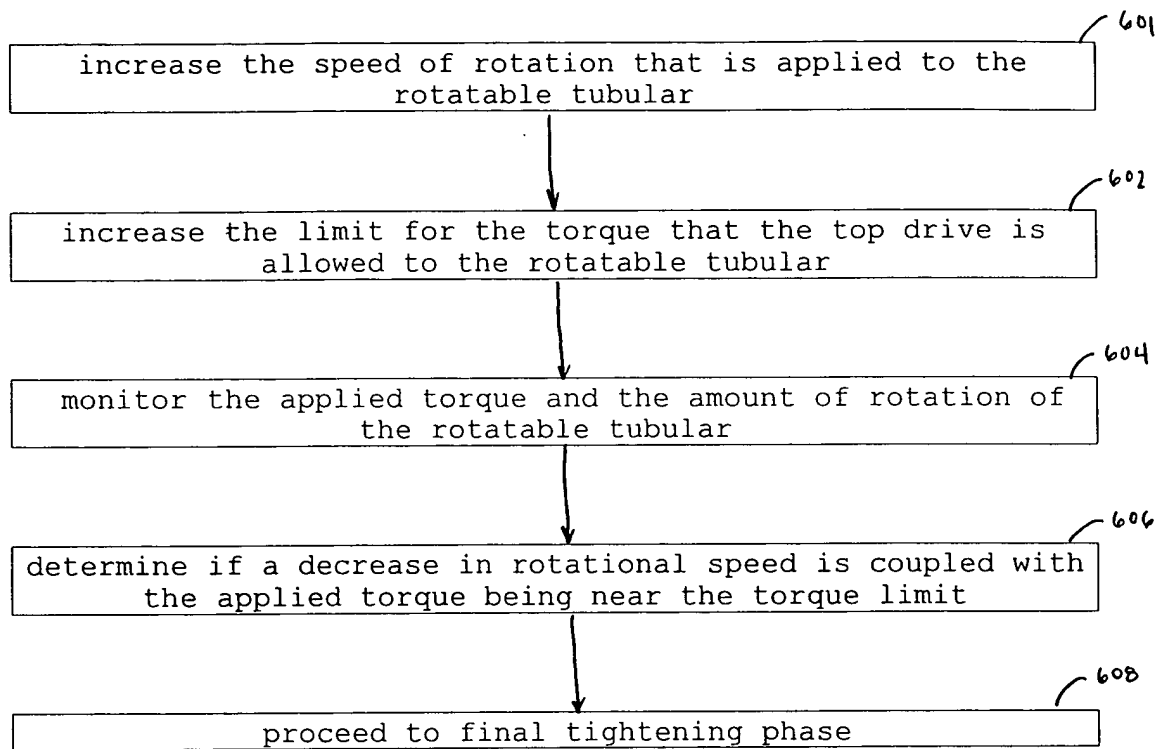 601
increase the speed of rotation that is applied to the
rotatable tubular
602
increase the limit for the torque that the top drive is
allowed to the rotatable tubular
604
monitor the applied torque and the amount of rotation of
the rotatable tubular
606
determine if a decrease in rotational speed is coupled with
the applied torque being near the torque limit
608
proceed to final tightening phase